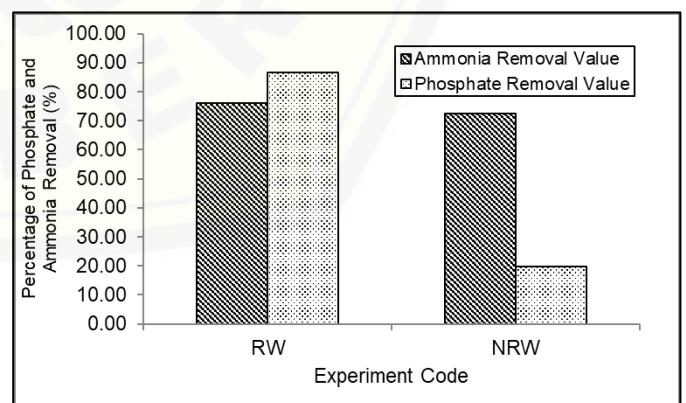 Percentage of Phosphate and
Ammonia Removal (%)
100.00
90.00
80.00
70.00
60.00
50.00
40.00
30.00
20.00
10.00
0.00
Ammonia Removal Value
Phosphate Removal Value
RW
NRW
Experiment Code